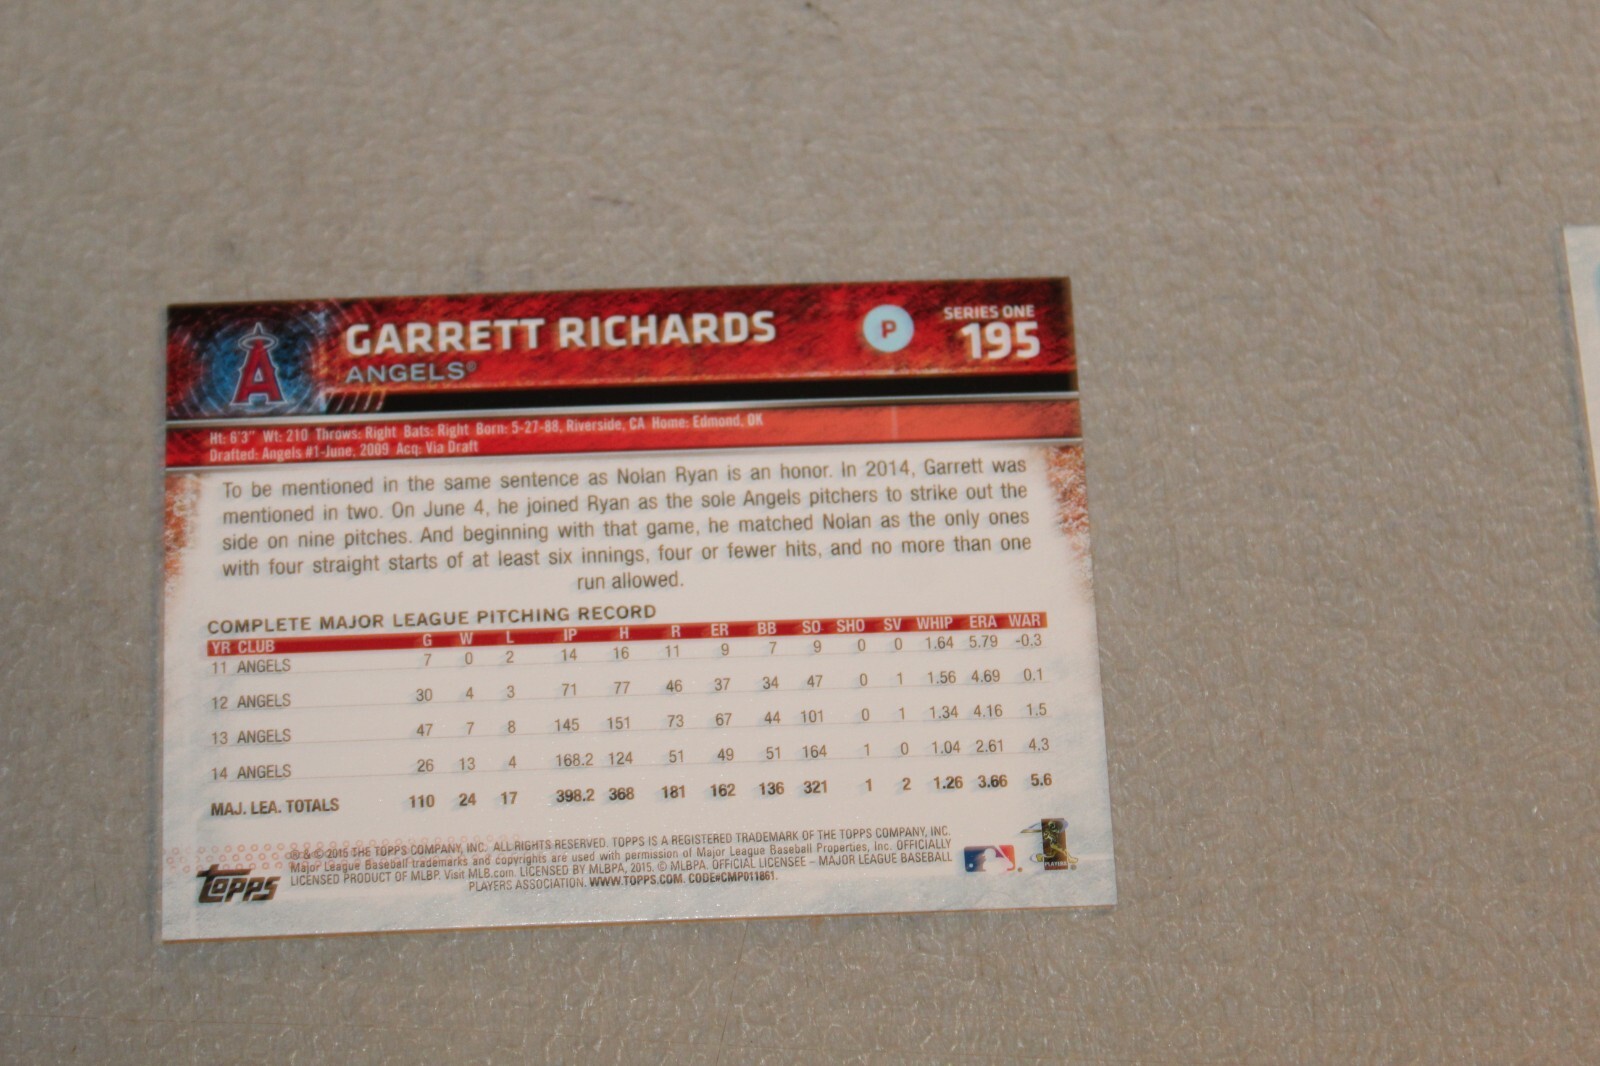 GARRETT RICHARDS
ANGELS®
P
SERIES ONE
195
A
Ht: 6'3" Wt: 210 Throws: Right Bats: Right Born: 5-27-88, Riverside, CA Home: Edmond, OK
Drafted: Angels #1-June, 2009 Acq: Via Draft
To be mentioned in the same sentence as Nolan Ryan is an honor. In 2014, Garrett was
mentioned in two. On June 4, he joined Ryan as the sole Angels pitchers to strike out the
side on nine pitches. And beginning with that game, he matched Nolan as the only ones
with four straight starts of at least six innings, four or fewer hits, and no more than one
run allowed.
COMPLETE MAJOR LEAGUE PITCHING RECORD
YR CLUB G W L IP H R ER BB SO SHO SV WHIP ERA WAR
11 ANGELS 7 0 2 14 16 11 9 7 9 0 0 1.64 5.79 -0.3
12 ANGELS 30 4 3 71 77 46 37 34 47 0 1 1.56 4.69 0.1
13 ANGELS 47 7 8 145 151 73 67 44 101 0 1 1.34 4.16 1.5
14 ANGELS 26 13 4 168.2 124 51 49 51 164 1 0 1.04 2.61 4.3
MAJ. LEA. TOTALS 110 24 17 398.2 368 181 162 136 321 1 2 1.26 3.66 5.6
® & © 2015 THE TOPPS COMPANY, INC. ALL RIGHTS RESERVED. TOPPS IS A REGISTERED TRADEMARK OF THE TOPPS COMPANY, INC.
Major League Baseball trademarks and copyrights are used with permission of Major League Baseball Properties, Inc. OFFICIALLY
LICENSED PRODUCT OF MLBP. Visit MLB.com. LICENSED BY MLBPA, 2015. © MLBPA. OFFICIAL LICENSEE – MAJOR LEAGUE BASEBALL
PLAYERS ASSOCIATION. WWW.TOPPS.COM. CODE#CMP011861.
Topps
PLAYERS